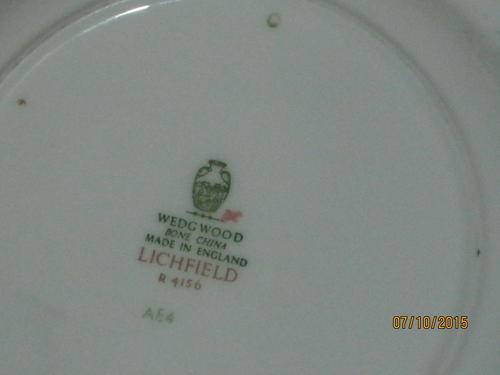 WEDGWOOD
BONE CHINA
MADE IN ENGLAND
LICHFIELD
R 4156
AE4
07/10/2015